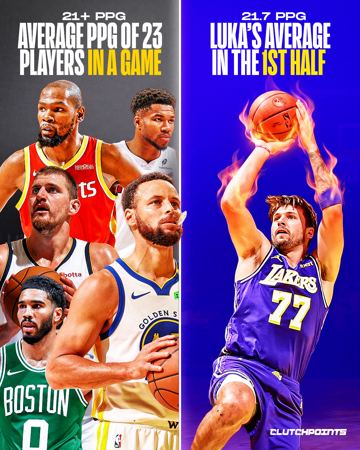 21+ PPG
AVERAGE PPG OF 23
PLAYERS IN A GAME
21.7 PPG
LUKA'S AVERAGE
IN THE 1ST HALF
GOLDEN S
BOSTON
0
LAKERS
77
CLUTCHPOINTS